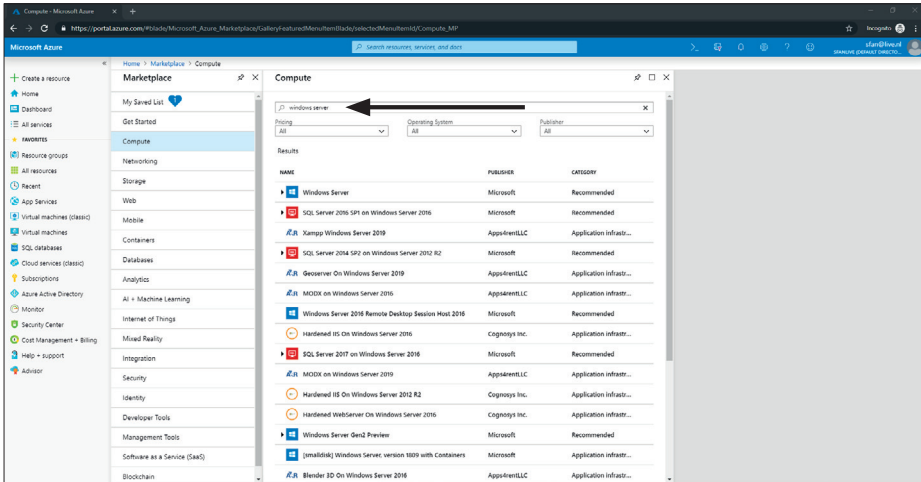 Compute - Microsoft Azure
https://portal.azure.com/#blade/Microsoft_Azure_Marketplace/GalleryFeaturedMenuItemBlade/selectedMenuItemId/Compute_MP
Incognito
Microsoft Azure
Search resources, services, and docs
sfan@live.nl
Home > Marketplace > Compute
Create a resource
Home
Dashboard
All services
FAVORITES
Resource groups
All resources
Recent
App Services
Virtual machines (classic)
Virtual machines
SQL databases
Cloud services (classic)
Subscriptions
Azure Active Directory
Monitor
Security Center
Cost Management + Billing
Help + support
Advisor
Marketplace
My Saved List 1
Get Started
Compute
Networking
Storage
Web
Mobile
Containers
Databases
Analytics
AI + Machine Learning
Internet of Things
Mixed Reality
Integration
Security
Identity
Developer Tools
Management Tools
Software as a Service (SaaS)
Blockchain
Compute
windows server
Pricing Operating System Publisher
All All All
Results
NAME PUBLISHER CATEGORY
Windows Server Microsoft Recommended
SQL Server 2016 SP1 on Windows Server 2016 Microsoft Recommended
Xampp Windows Server 2019 Apps4rentLLC Application infrastr...
SQL Server 2014 SP2 on Windows Server 2012 R2 Microsoft Recommended
Geoserver On Windows Server 2019 Apps4rentLLC Application infrastr...
MODX on Windows Server 2016 Apps4rentLLC Application infrastr...
Windows Server 2016 Remote Desktop Session Host 2016 Microsoft Application infrastr...
Hardened IIS On Windows Server 2016 Cognosys Inc. Application infrastr...
SQL Server 2017 on Windows Server 2016 Microsoft Recommended
MODX on Windows Server 2019 Apps4rentLLC Application infrastr...
Hardened IIS On Windows Server 2012 R2 Cognosys Inc. Application infrastr...
Hardened WebServer On Windows Server 2016 Cognosys Inc. Application infrastr...
Windows Server Gen2 Preview Microsoft Recommended
[smalldisk] Windows Server, version 1809 with Containers Microsoft Application infrastr...
Blender 3D On Windows Server 2016 Apps4rentLLC Application infrastr...